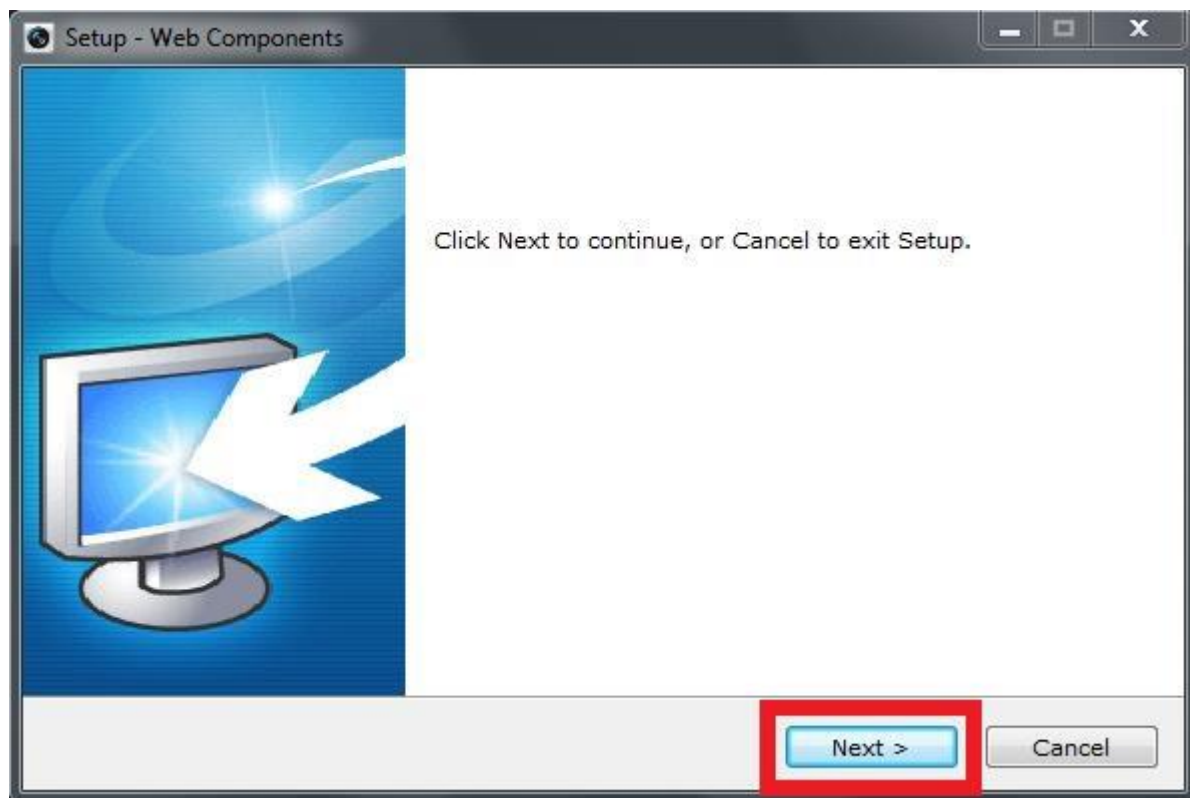 Setup - Web Components
Click Next to continue, or Cancel to exit Setup.
Next >
Cancel